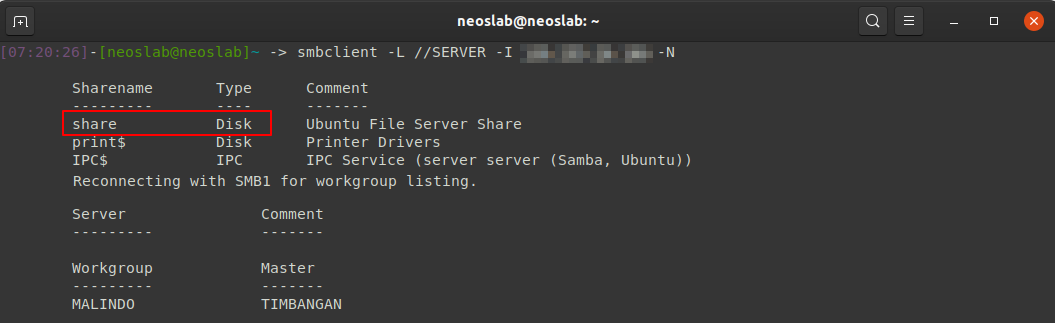 neoslab@neoslab: ~
[07:20:26]-[neoslab@neoslab]~ -> smbclient -L //SERVER -I -N
Sharename Type Comment
--------- ---- -------
share Disk Ubuntu File Server Share
print$ Disk Printer Drivers
IPC$ IPC IPC Service (server server (Samba, Ubuntu))
Reconnecting with SMB1 for workgroup listing.
Server Comment
--------- -------
Workgroup Master
--------- -------
MALINDO TIMBANGAN